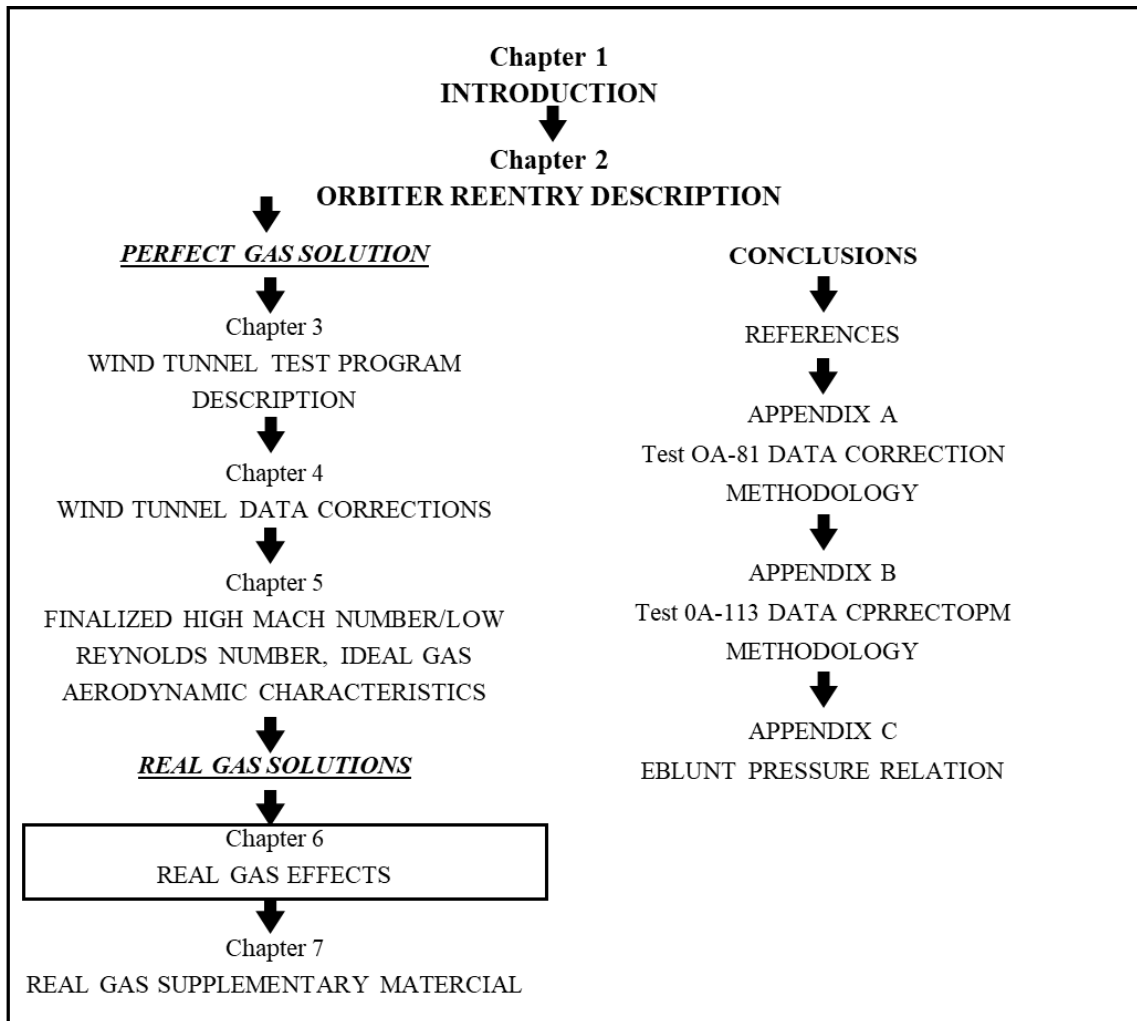 Chapter 1
INTRODUCTION
Chapter 2
ORBITER REENTRY DESCRIPTION
PERFECT GAS SOLUTION
Chapter 3
WIND TUNNEL TEST PROGRAM
DESCRIPTION
Chapter 4
WIND TUNNEL DATA CORRECTIONS
Chapter 5
FINALIZED HIGH MACH NUMBER/LOW
REYNOLDS NUMBER, IDEAL GAS
AERODYNAMIC CHARACTERISTICS
REAL GAS SOLUTIONS
Chapter 6
REAL GAS EFFECTS
Chapter 7
REAL GAS SUPPLEMENTARY MATERCIAL
CONCLUSIONS
REFERENCES
APPENDIX A
Test OA-81 DATA CORRECTION
METHODOLOGY
APPENDIX B
Test 0A-113 DATA CPRRECTOPM
METHODOLOGY
APPENDIX C
EBLUNT PRESSURE RELATION